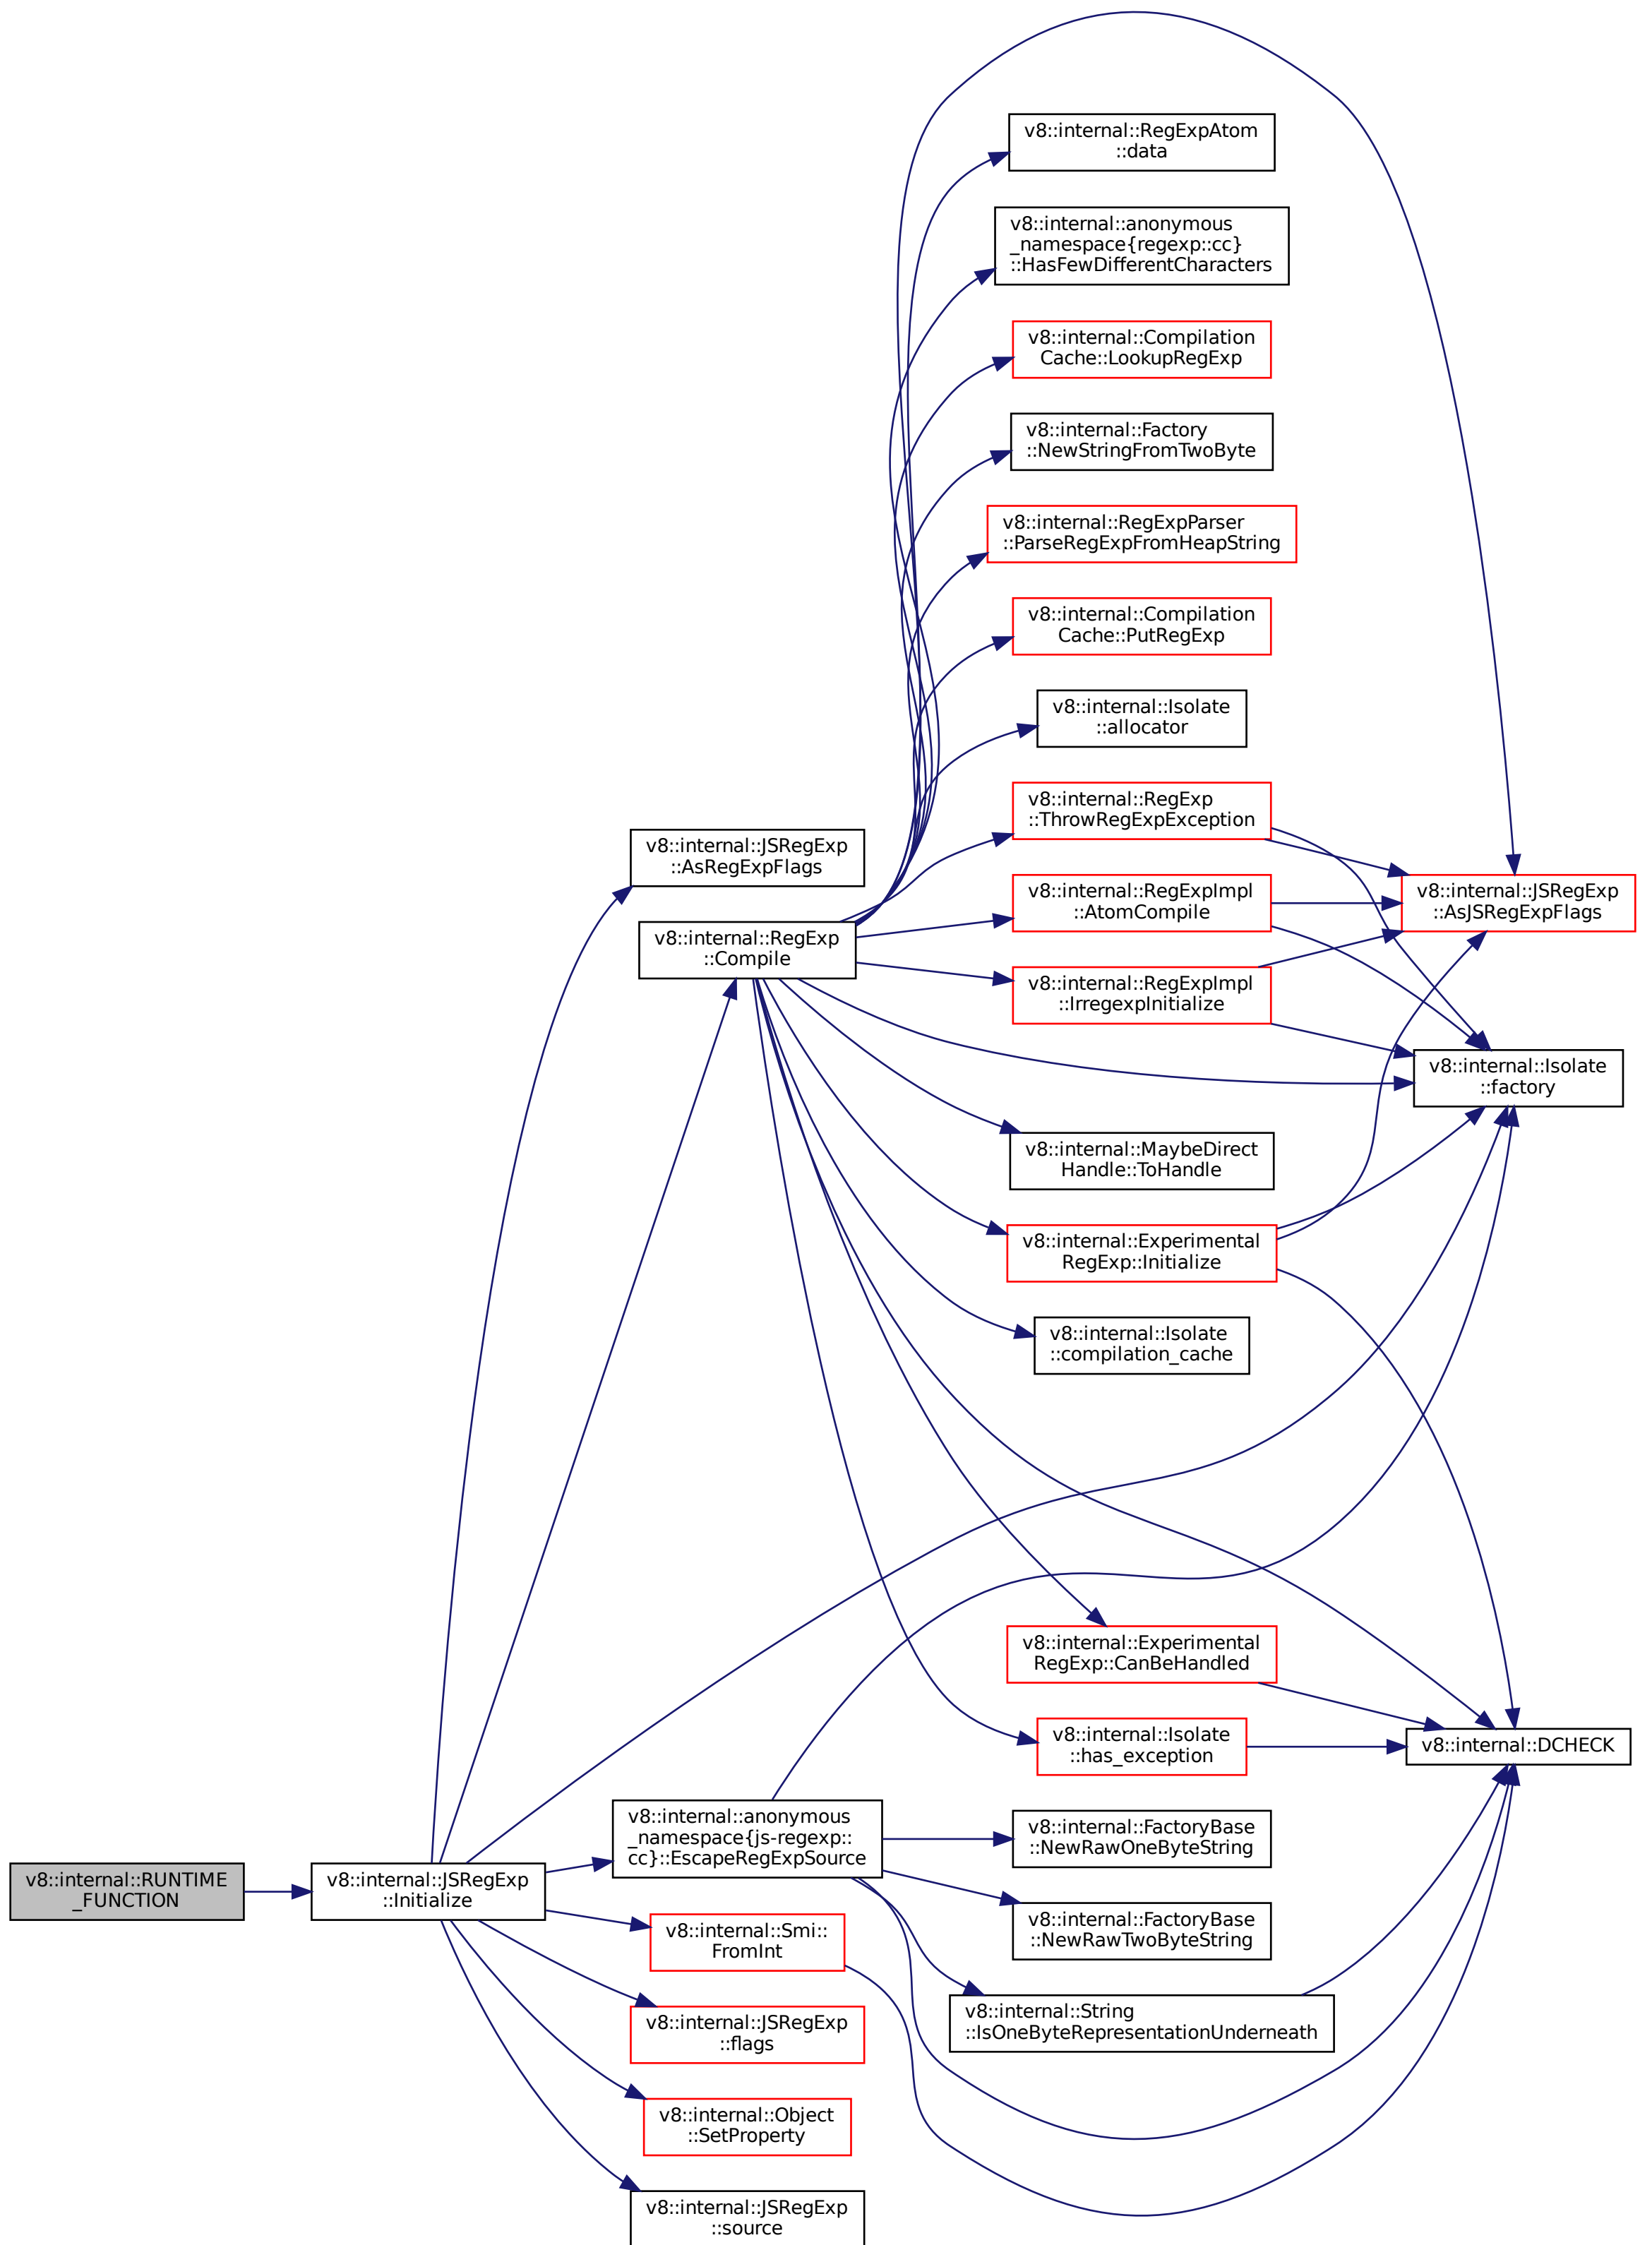 v8::internal::RegExpAtom
::data
v8::internal::anonymous
_namespace{regexp::cc}
::HasFewDifferentCharacters
v8::internal::Compilation
Cache::LookupRegExp
v8::internal::Factory
::NewStringFromTwoByte
v8::internal::RegExpParser
::ParseRegExpFromHeapString
v8::internal::Compilation
Cache::PutRegExp
v8::internal::Isolate
::allocator
v8::internal::RegExp
::ThrowRegExpException
v8::internal::JSRegExp
::AsRegExpFlags
v8::internal::RegExpImpl
::AtomCompile
v8::internal::JSRegExp
::AsJSRegExpFlags
v8::internal::RegExp
::Compile
v8::internal::RegExpImpl
::IrregexpInitialize
v8::internal::Isolate
::factory
v8::internal::MaybeDirect
Handle::ToHandle
v8::internal::Experimental
RegExp::Initialize
v8::internal::Isolate
::compilation_cache
v8::internal::Experimental
RegExp::CanBeHandled
v8::internal::Isolate
::has_exception
v8::internal::DCHECK
v8::internal::anonymous
_namespace{js-regexp::
cc}::EscapeRegExpSource
v8::internal::FactoryBase
::NewRawOneByteString
v8::internal::RUNTIME
_FUNCTION
v8::internal::JSRegExp
::Initialize
v8::internal::FactoryBase
::NewRawTwoByteString
v8::internal::Smi::
FromInt
v8::internal::String
::IsOneByteRepresentationUnderneath
v8::internal::JSRegExp
::flags
v8::internal::Object
::SetProperty
v8::internal::JSRegExp
::source